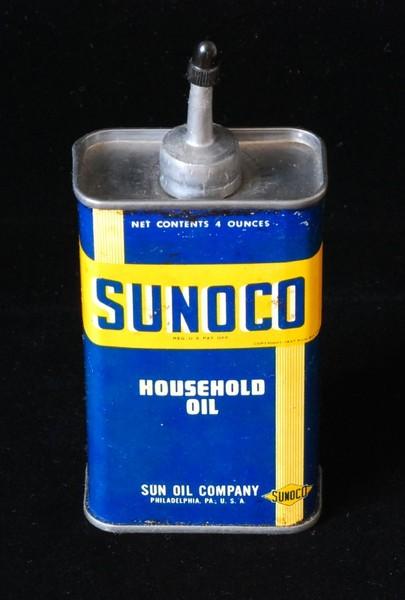 NET CONTENTS 4 OUNCES
SUNOCO
REG. U.S. PAT. OFF.
HOUSEHOLD
OIL
SUN OIL COMPANY
PHILADELPHIA, PA., U. S. A.
SUNOCO